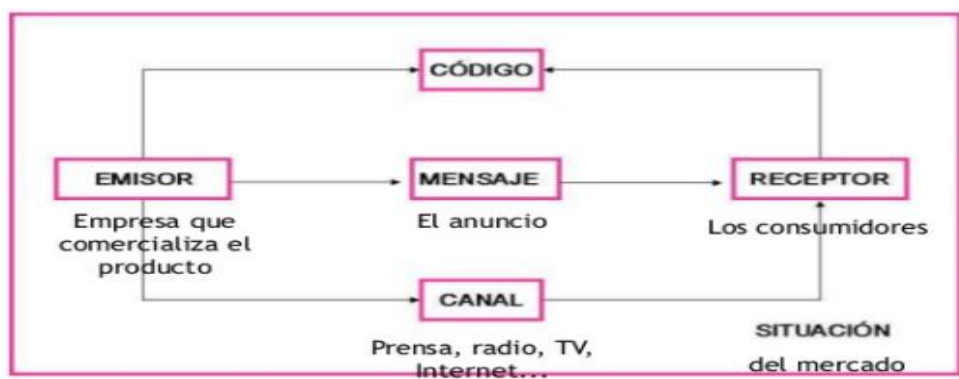 CÓDIGO
EMISOR
Empresa que
comercializa el
producto
MENSAJE
El anuncio
RECEPTOR
Los consumidores
CANAL
Prensa, radio, TV,
Internet...
SITUACIÓN
del mercado